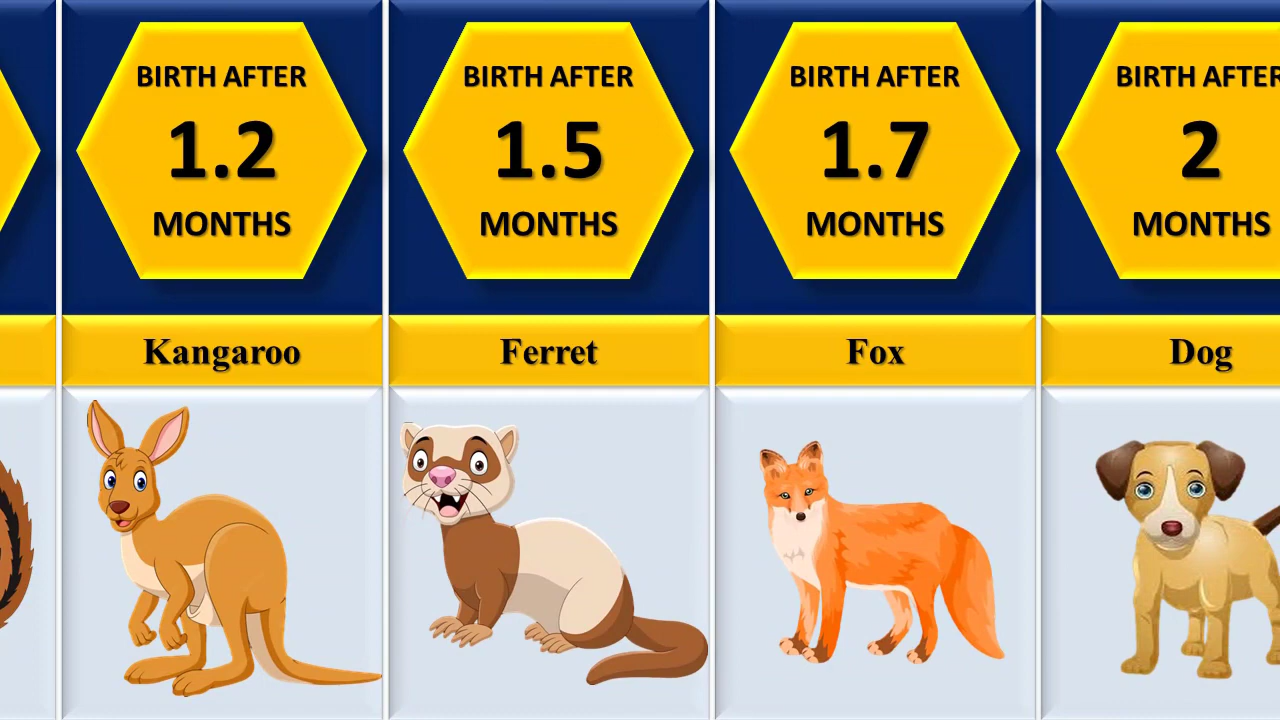 BIRTH AFTER
1.2
MONTHS
Kangaroo
BIRTH AFTER
1.5
MONTHS
Ferret
BIRTH AFTER
1.7
MONTHS
Fox
BIRTH AFTER
2
MONTHS
Dog